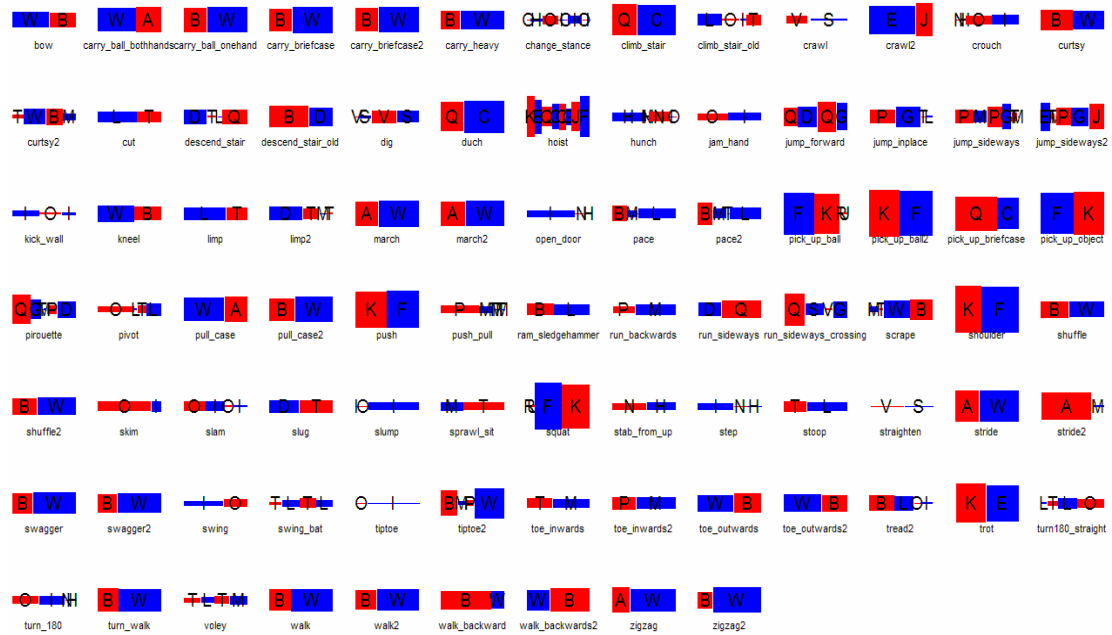 W B W A B W B W B W B W CHOCIO Q C L O I T V S E J N H O I B W
bow carry_ball_bothhands carry_ball_onehand carry_briefcase carry_briefcase2 carry_heavy change_stance climb_stair climb_stair_old crawl crawl2 crouch curtsy
T W B M L T D T L Q B D V S V S Q C H N N D O I Q D Q G P G T L P M P G M E T P G J
curtsy2 cut descend_stair descend_stair_old dig duch hoist hunch jam_hand jump_forward jump_inplace jump_sideways jump_sideways2
I O I W B L T D T M T A W A W I N H B M L B M T L F K R J K F Q C F K
kick_wall kneel limp limp2 march march2 open_door pace pace2 pick_up_ball pick_up_ball2 pick_up_briefcase pick_up_object
Q G P D O L T L W A B W K F P M T W T B L P M D Q Q S V G M T W B K F B W
pirouette pivot pull_case pull_case2 push push_pull ram_sledgehammer run_backwards run_sideways run_sideways_crossing scrape shoulder shuffle
B W O I O I O I D T I O I M T R F K N H I N H T L V S A W A M
shuffle2 skim slam slug slump sprawl_sit squat stab_from_up step stoop straighten stride stride2
B W B W I O T L T L O I B M P W T M P M W B W B B L O I K E L T L O
swagger swagger2 swing swing_bat tiptoe tiptoe2 toe_inwards toe_inwards2 toe_outwards toe_outwards2 tread2 trot turn180_straight
O I N H B W T L T M B W B W B W W B A W B W
turn_180 turn_walk voley walk walk2 walk_backward walk_backwards2 zigzag zigzag2